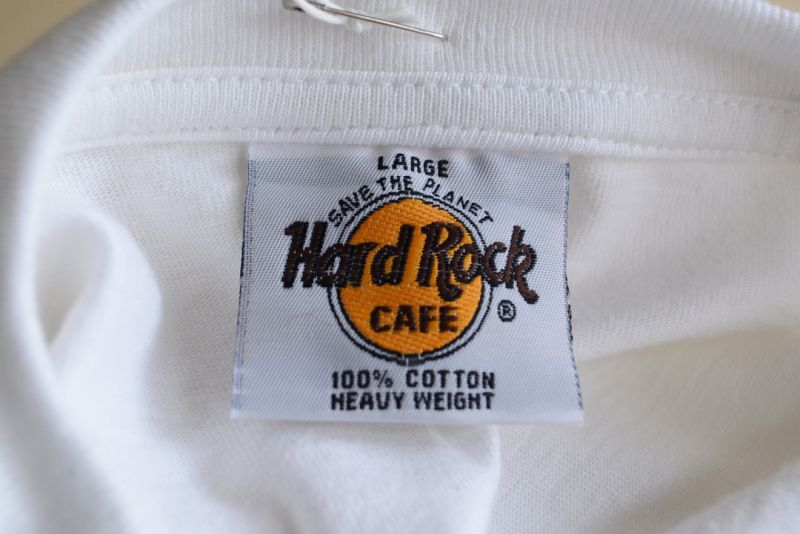 LARGE
SAVE THE PLANET
Hard Rock
CAFE
®
100% COTTON
HEAVY WEIGHT